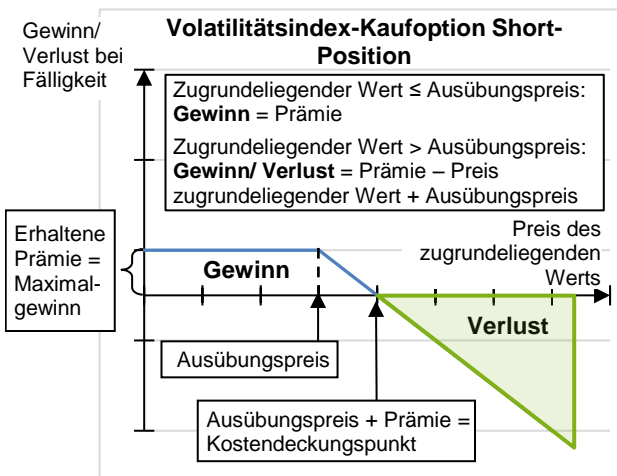 Gewinn/
Verlust bei
Fälligkeit
Volatilitätsindex-Kaufoption Short-
Position
Zugrundeliegender Wert ≤ Ausübungspreis:
Gewinn = Prämie
Zugrundeliegender Wert > Ausübungspreis:
Gewinn/ Verlust = Prämie – Preis
zugrundeliegender Wert + Ausübungspreis
Preis des
zugrundeliegenden
Werts
Erhaltene
Prämie =
Maximal-
gewinn
Gewinn
Verlust
Ausübungspreis
Ausübungspreis + Prämie =
Kostendeckungspunkt